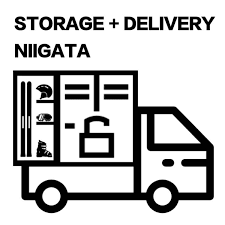 STORAGE + DELIVERY
NIIGATA